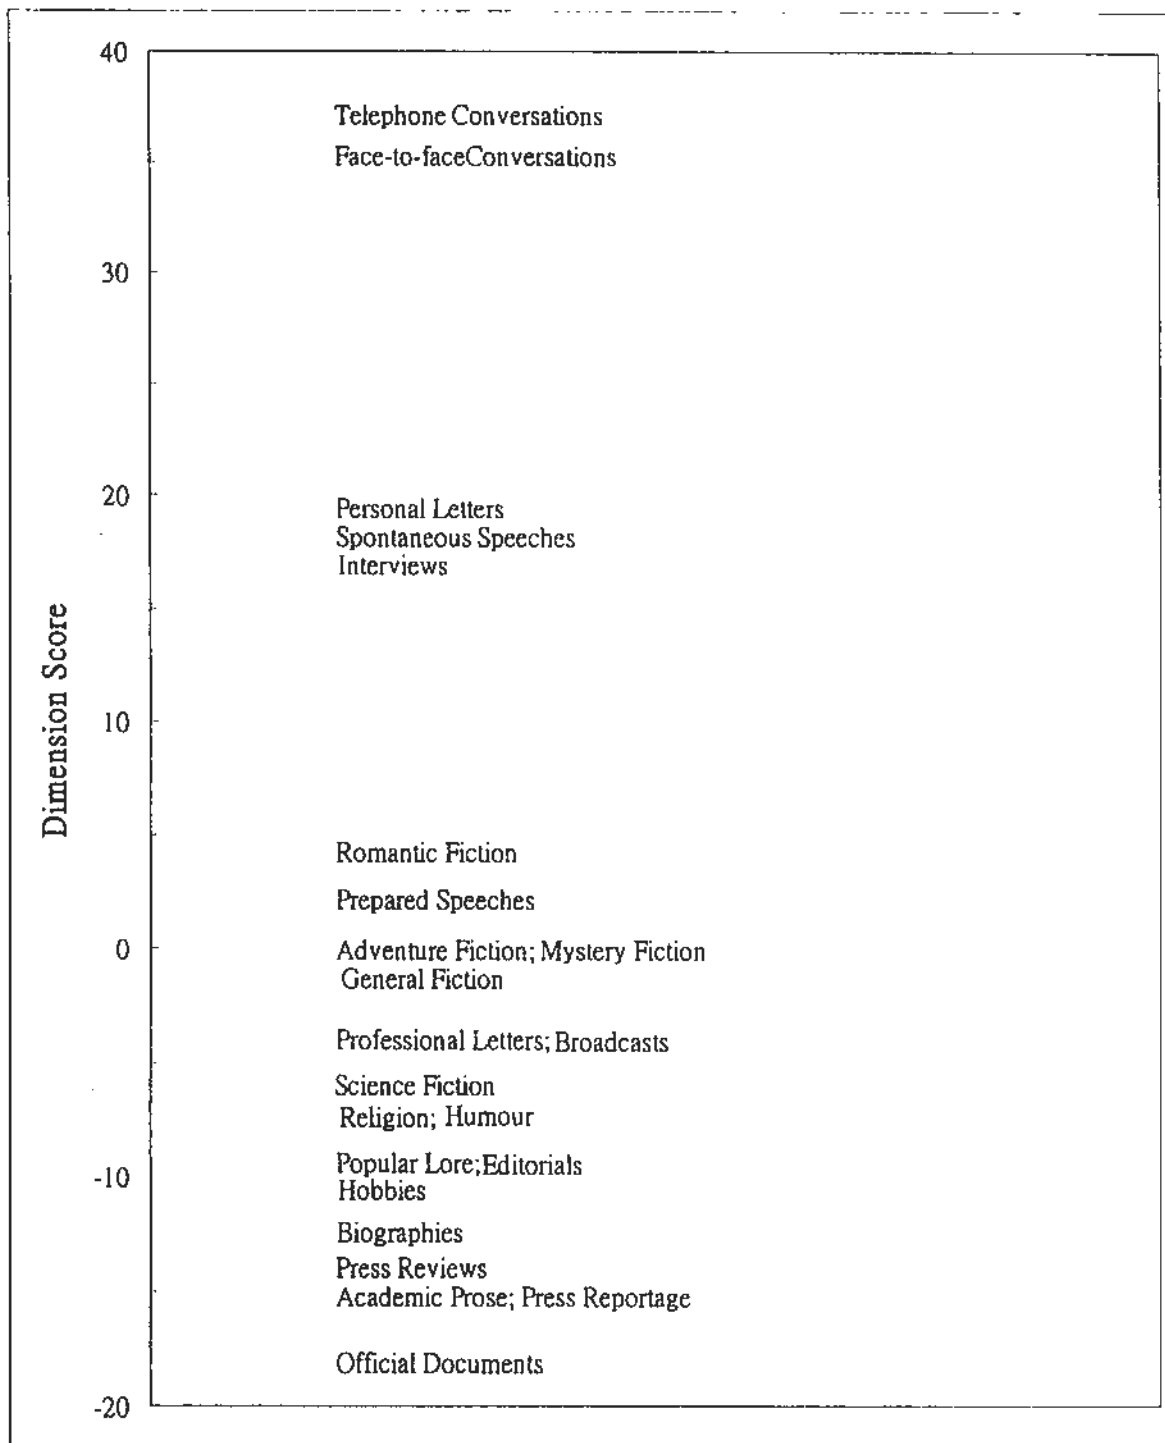 40
Telephone Conversations
Face-to-faceConversations
30
20
Personal Letters
Spontaneous Speeches
Interviews
Dimension Score
10
Romantic Fiction
Prepared Speeches
0
Adventure Fiction; Mystery Fiction
General Fiction
Professional Letters; Broadcasts
Science Fiction
Religion; Humour
Popular Lore;Editorials
-10
Hobbies
Biographies
Press Reviews
Academic Prose; Press Reportage
Official Documents
-20